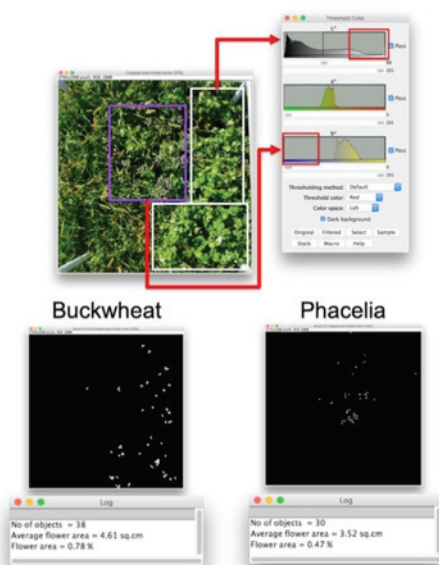 Threshold Color
L*
Pass
255
a*
Pass
255
b*
Pass
255
Thresholding method: Default
Threshold color: Red
Color space: Lab
Dark background
Original Filtered Select Sample
Stack Macro Help
Buckwheat
Phacelia
Log
No of objects = 38
Average flower area = 4.61 sq.cm
Flower area = 0.78 %
Log
No of objects = 30
Average flower area = 3.52 sq.cm
Flower area = 0.47 %